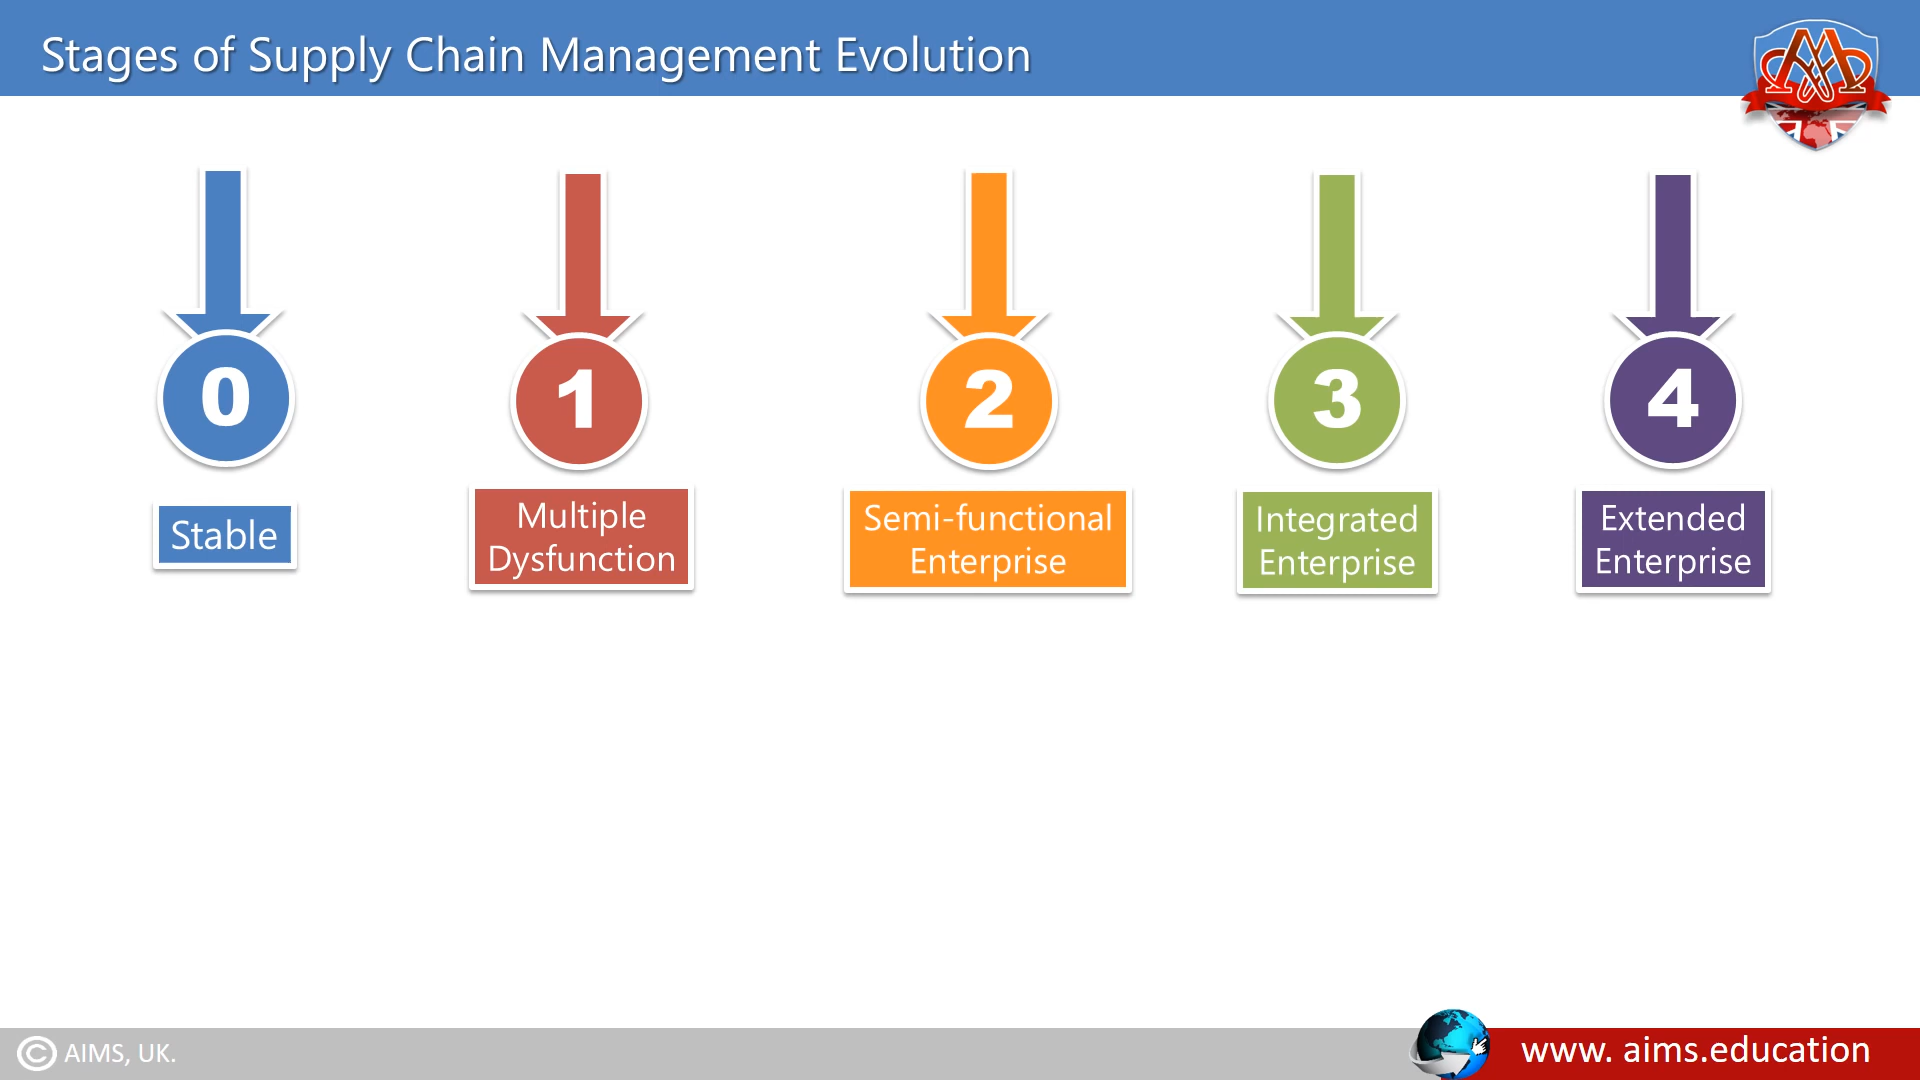 Stages of Supply Chain Management Evolution
0
1
2
3
4
Stable
Multiple
Dysfunction
Semi-functional
Enterprise
Integrated
Enterprise
Extended
Enterprise
© AIMS, UK.
www. aims.education